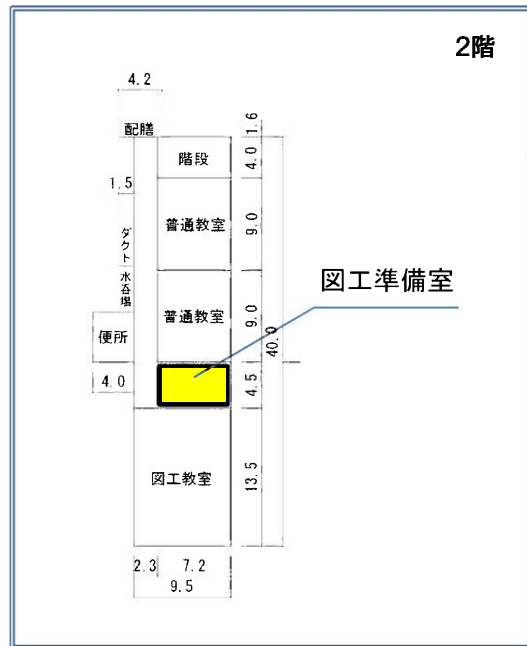 2階
4.2
配膳
1.6
階段
4.0
1.5
普通教室
9.0
ダクト
水呑場
図工準備室
普通教室
9.0
40.0
便所
4.0
4.5
図工教室
13.5
2.3
7.2
9.5